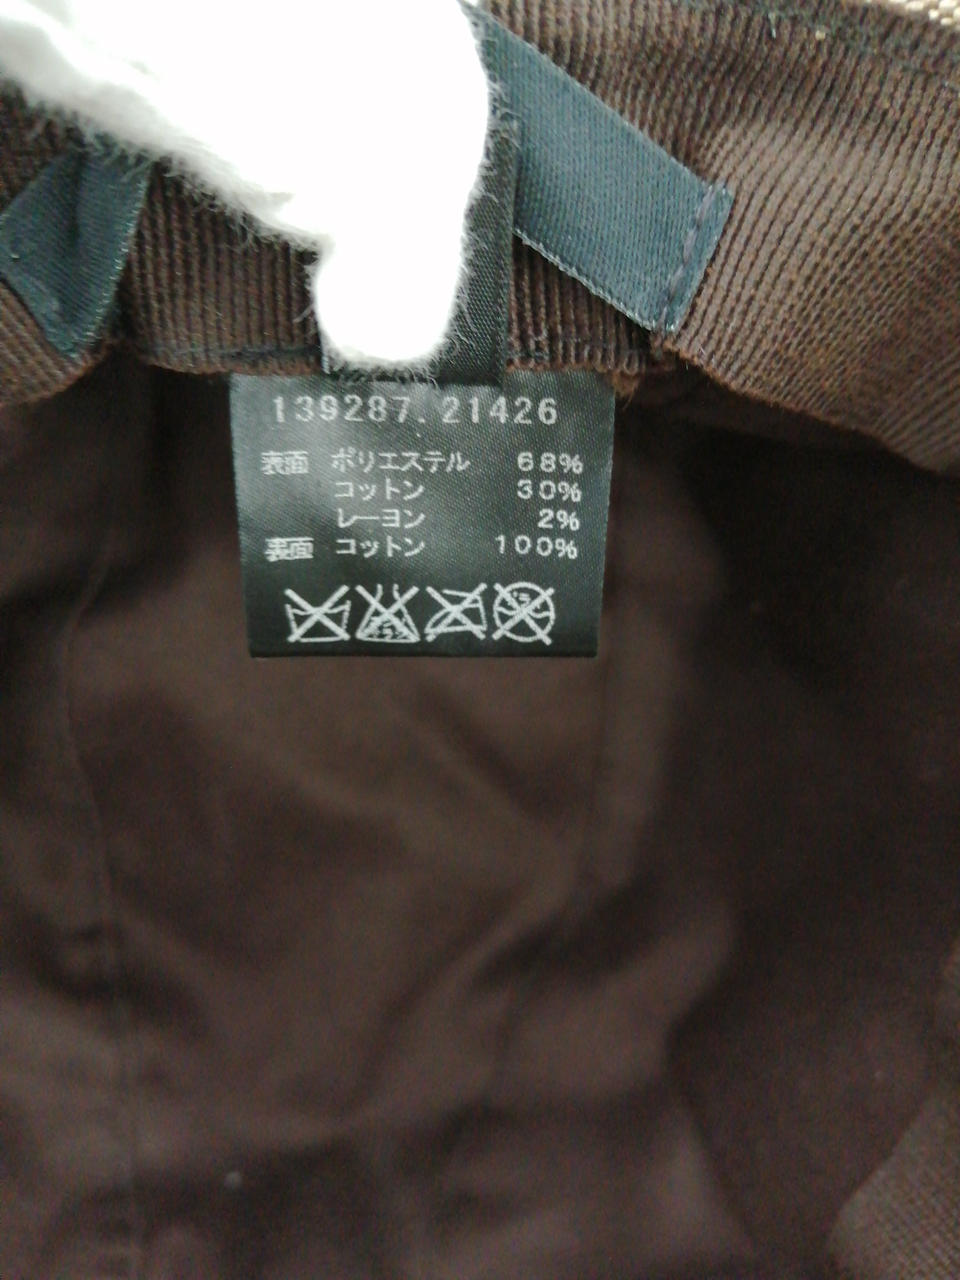 139287.21426
表面 ポリエステル 68%
コットン 30%
レーヨン 2%
裏面 コットン 100%